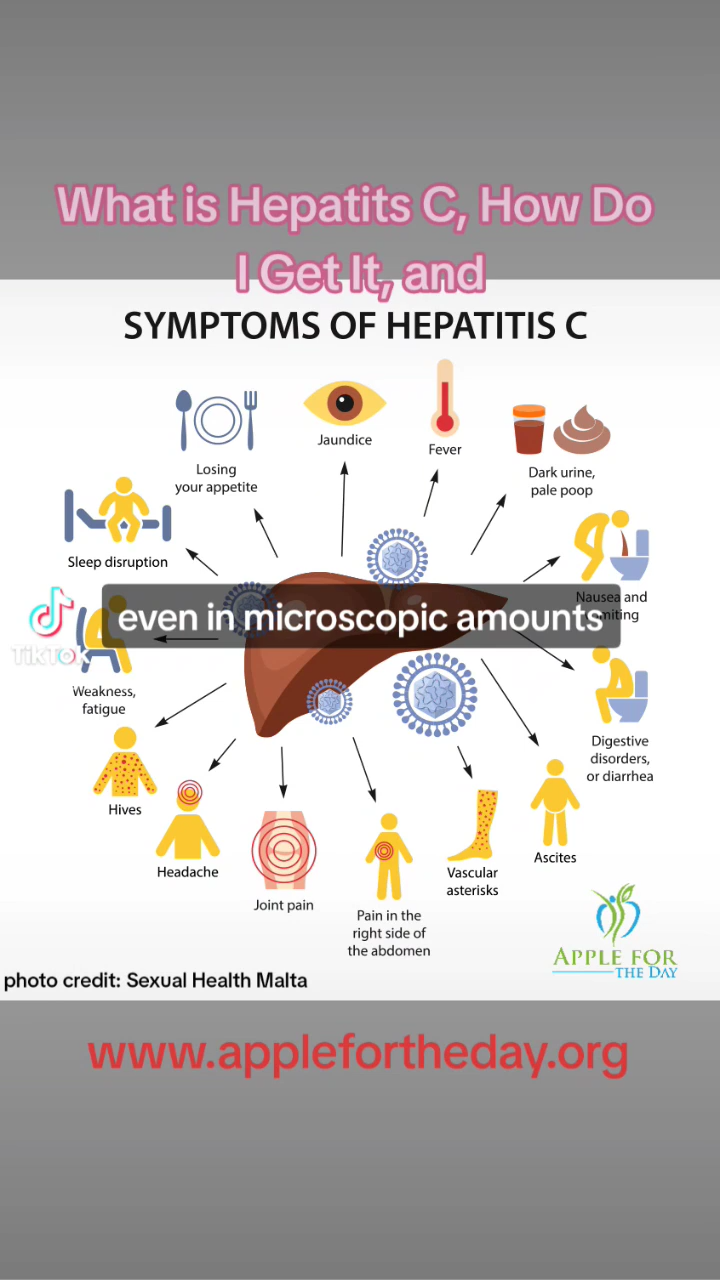 What is Hepatits C, How Do
I Get It, and
SYMPTOMS OF HEPATITIS C
Losing
your appetite
Jaundice
Fever
Dark urine,
pale poop
Sleep disruption
Nausea and
even in microscopic amounts
TikTok
Weakness,
fatigue
Digestive
disorders,
or diarrhea
Hives
Headache
Joint pain
Pain in the
right side of
the abdomen
Vascular
asterisks
Ascites
APPLE FOR
THE DAY
photo credit: Sexual Health Malta
www.applefortheday.org